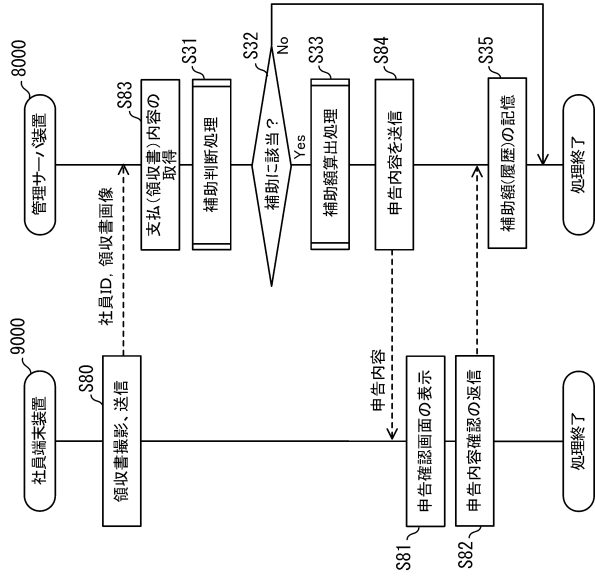 9000
社員端末装置
S80
領収書撮影、送信
社員ID, 領収書画像
申告内容
S81
申告確認画面の表示
S82
申告内容確認の返信
処理終了
8000
管理サーバ装置
S83
支払(領収書)内容の
取得
S31
補助判断処理
S32
補助に該当？
No
Yes
S33
補助額算出処理
S84
申告内容を送信
S35
補助額(履歴)の記憶
処理終了